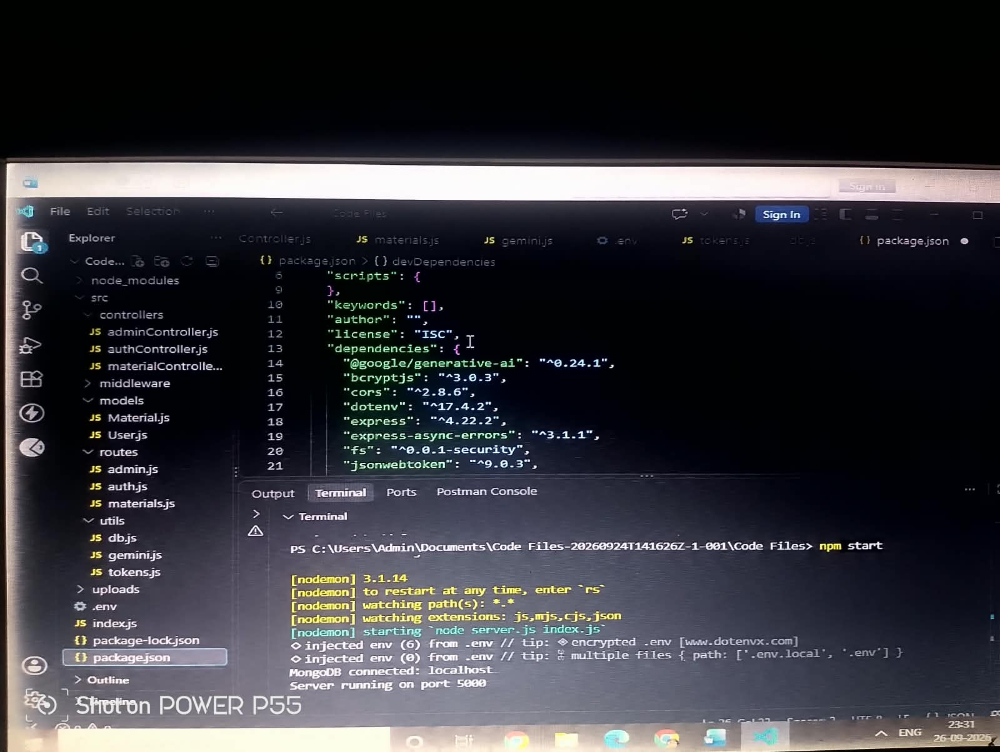 Sign in
File Edit Selection ... Code Files Sign In
Explorer ... Controller.js JS materials.js JS gemini.js .env JS tokens.js db.js {} package.json
Code... {} package.json > {} devDependencies
node_modules
src
controllers
JS adminController.js
JS authController.js
JS materialControlle...
middleware
models
JS Material.js
JS User.js
routes
JS admin.js
JS auth.js
JS materials.js
utils
JS db.js
JS gemini.js
JS tokens.js
uploads
.env
JS index.js
{} package-lock.json
{} package.json
Outline
Timeline
6 "scripts": {
9 },
10 "keywords": [],
11 "author": "",
12 "license": "ISC",
13 "dependencies": {
14 "@google/generative-ai": "^0.24.1",
15 "bcryptjs": "^3.0.3",
16 "cors": "^2.8.6",
17 "dotenv": "^17.4.2",
18 "express": "^4.22.2",
19 "express-async-errors": "^3.1.1",
20 "fs": "^0.0.1-security",
21 "jsonwebtoken": "^9.0.3",
Output Terminal Ports Postman Console
Terminal
PS C:\Users\Admin\Documents\Code Files-20260924T141626Z-1-001\Code Files> npm start
[nodemon] 3.1.14
[nodemon] to restart at any time, enter `rs`
[nodemon] watching path(s): *.*
[nodemon] watching extensions: js,mjs,cjs,json
[nodemon] starting `node server.js index.js`
injected env (6) from .env // tip: encrypted .env [www.dotenvx.com]
injected env (0) from .env // tip: multiple files { path: ['.env.local', '.env'] }
MongoDB connected: localhost
Server running on port 5000
Shot on POWER P55
ENG
23:31
26-09-2026